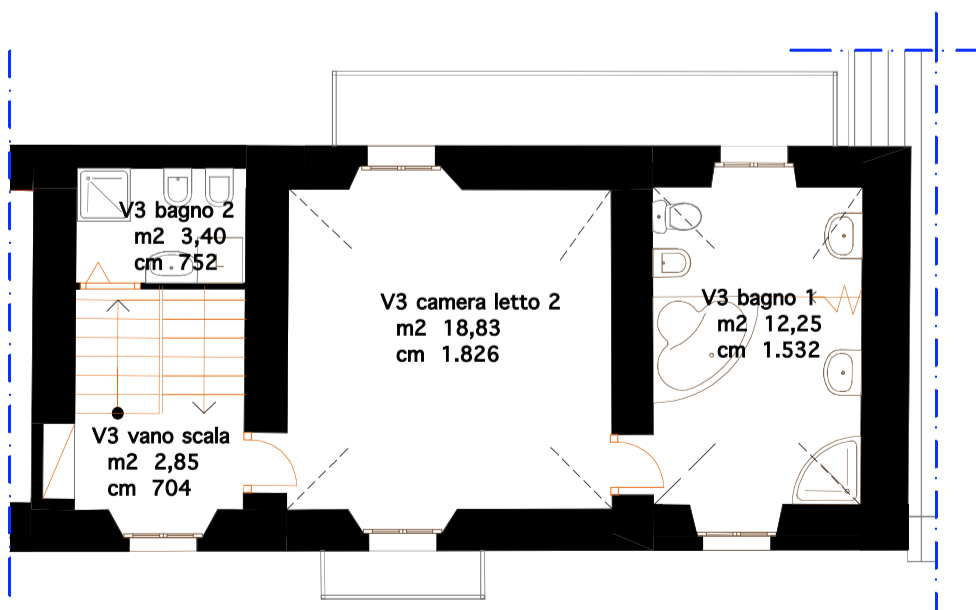 V3 bagno 2
m2 3,40
cm 752
V3 camera letto 2
m2 18,83
cm 1.826
V3 bagno 1
m2 12,25
cm 1.532
V3 vano scala
m2 2,85
cm 704